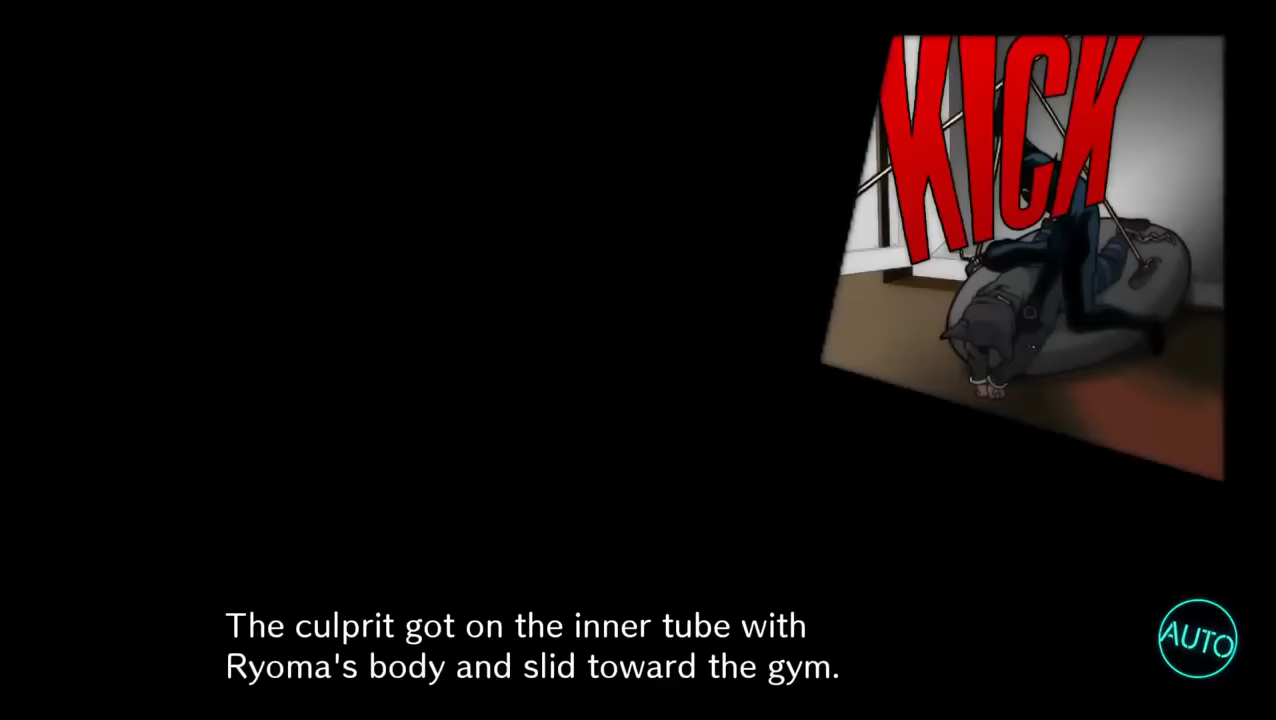 KICK
The culprit got on the inner tube with
Ryoma's body and slid toward the gym.
AUTO